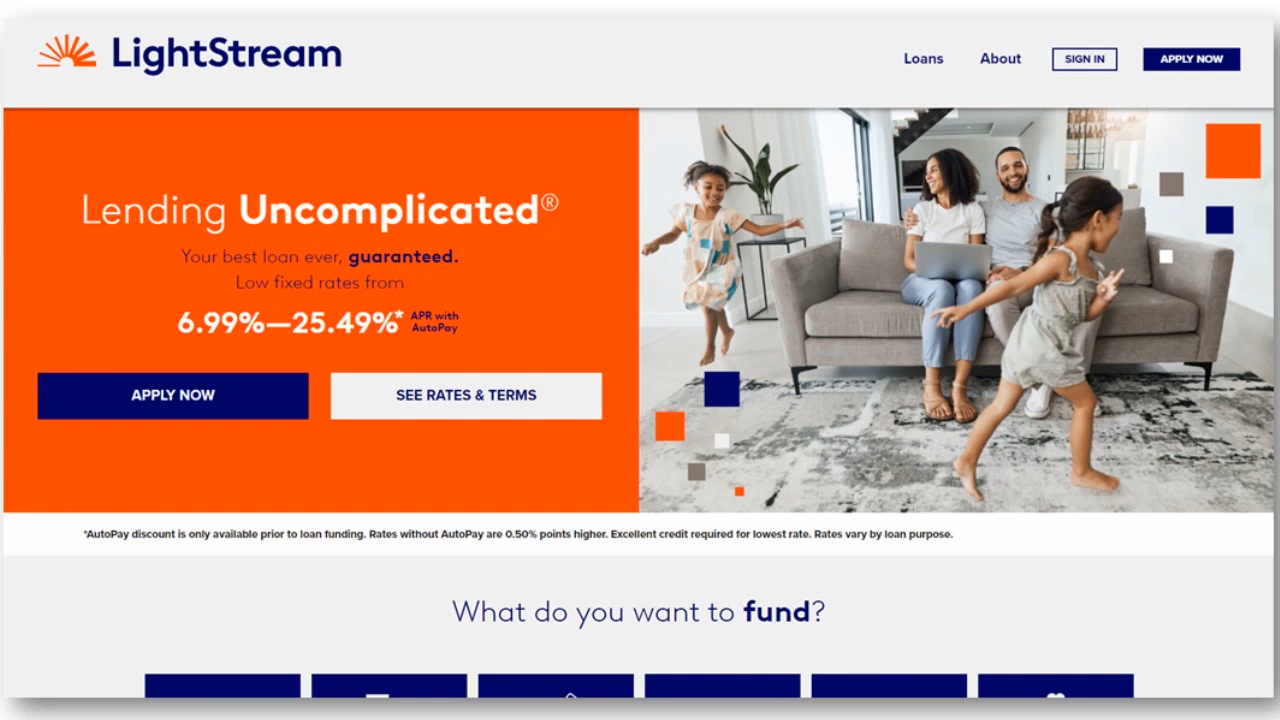 LightStream
Loans
About
SIGN IN
APPLY NOW
Lending Uncomplicated®
Your best loan ever, guaranteed.
Low fixed rates from
6.99%—25.49%* APR with
AutoPay
APPLY NOW
SEE RATES & TERMS
*AutoPay discount is only available prior to loan funding. Rates without AutoPay are 0.50% points higher. Excellent credit required for lowest rate. Rates vary by loan purpose.
What do you want to fund?